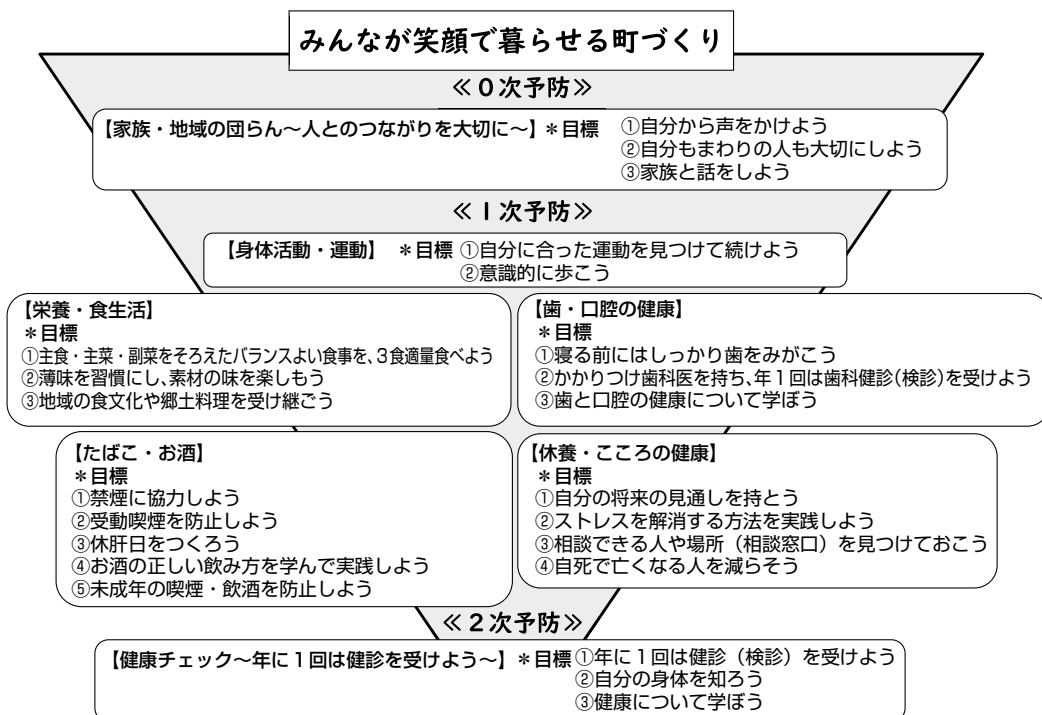 みんなが笑顔で暮らせる町づくり
≪０次予防≫
【家族・地域の団らん～人とのつながりを大切に～】＊目標　①自分から声をかけよう
②自分もまわりの人も大切にしよう
③家族と話をしよう
≪１次予防≫
【身体活動・運動】　＊目標 ①自分に合った運動を見つけて続けよう
②意識的に歩こう
【栄養・食生活】
＊目標
①主食・主菜・副菜をそろえたバランスよい食事を、３食適量食べよう
②薄味を習慣にし、素材の味を楽しもう
③地域の食文化や郷土料理を受け継ごう
【歯・口腔の健康】
＊目標
①寝る前にはしっかり歯をみがこう
②かかりつけ歯科医を持ち、年１回は歯科健診（検診）を受けよう
③歯と口腔の健康について学ぼう
【たばこ・お酒】
＊目標
①禁煙に協力しよう
②受動喫煙を防止しよう
③休肝日をつくろう
④お酒の正しい飲み方を学んで実践しよう
⑤未成年の喫煙・飲酒を防止しよう
【休養・こころの健康】
＊目標
①自分の将来の見通しを持とう
②ストレスを解消する方法を実践しよう
③相談できる人や場所（相談窓口）を見つけておこう
④自死で亡くなる人を減らそう
≪２次予防≫
【健康チェック～年に１回は健診を受けよう～】＊目標 ①年に１回は健診（検診）を受けよう
②自分の身体を知ろう
③健康について学ぼう